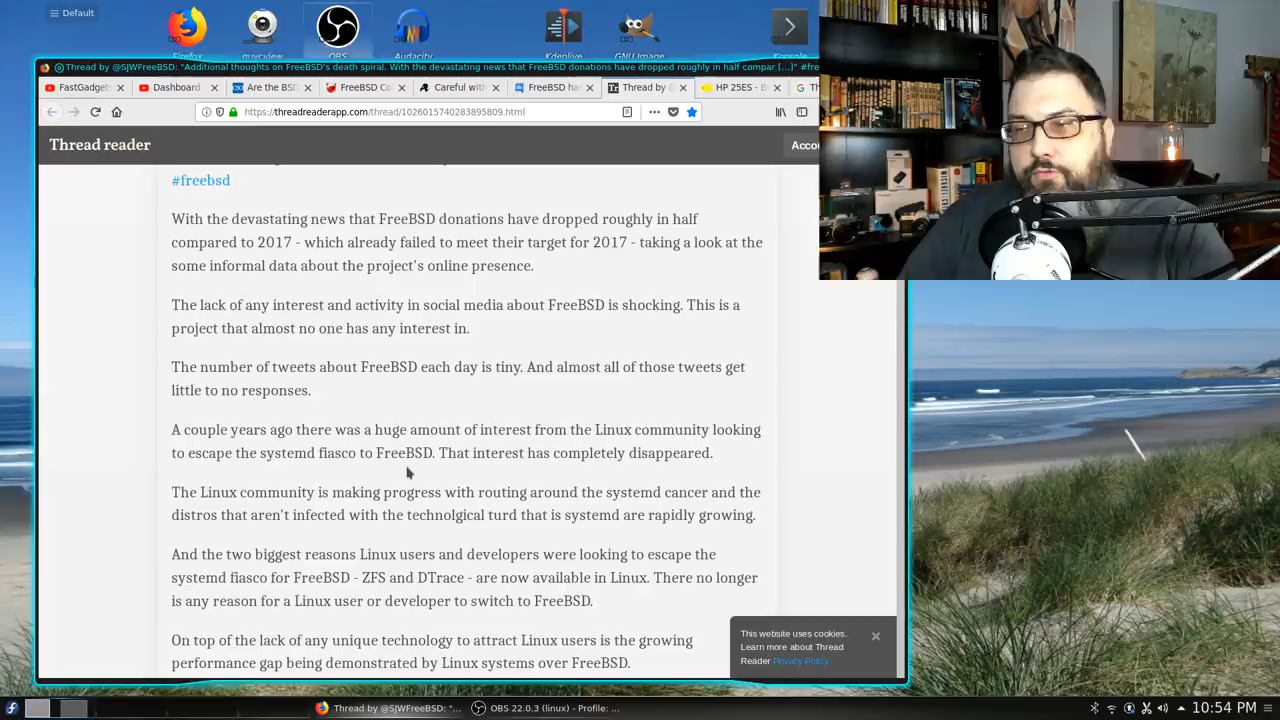 Default
Firefox
guvcview
OBS
Audacity
Kdenlive
GNU Image
Konsole
Thread by @SJWFreeBSD: "Additional thoughts on FreeBSD's death spiral. With the devastating news that FreeBSD donations have dropped roughly in half compar [...]" #fre
FastGadget
Dashboard
Are the BSD
FreeBSD Co
Careful with
FreeBSD has
Thread by @
HP 25ES - B
Th
https://threadreaderapp.com/thread/1026015740283895809.html
Thread reader
Accou
#freebsd
With the devastating news that FreeBSD donations have dropped roughly in half
compared to 2017 - which already failed to meet their target for 2017 - taking a look at the
some informal data about the project's online presence.
The lack of any interest and activity in social media about FreeBSD is shocking. This is a
project that almost no one has any interest in.
The number of tweets about FreeBSD each day is tiny. And almost all of those tweets get
little to no responses.
A couple years ago there was a huge amount of interest from the Linux community looking
to escape the systemd fiasco to FreeBSD. That interest has completely disappeared.
The Linux community is making progress with routing around the systemd cancer and the
distros that aren't infected with the technolgical turd that is systemd are rapidly growing.
And the two biggest reasons Linux users and developers were looking to escape the
systemd fiasco for FreeBSD - ZFS and DTrace - are now available in Linux. There no longer
is any reason for a Linux user or developer to switch to FreeBSD.
On top of the lack of any unique technology to attract Linux users is the growing
performance gap being demonstrated by Linux systems over FreeBSD.
This website uses cookies.
Learn more about Thread
Reader Privacy Policy
Thread by @SJWFreeBSD: "...
OBS 22.0.3 (linux) - Profile: ...
10:54 PM